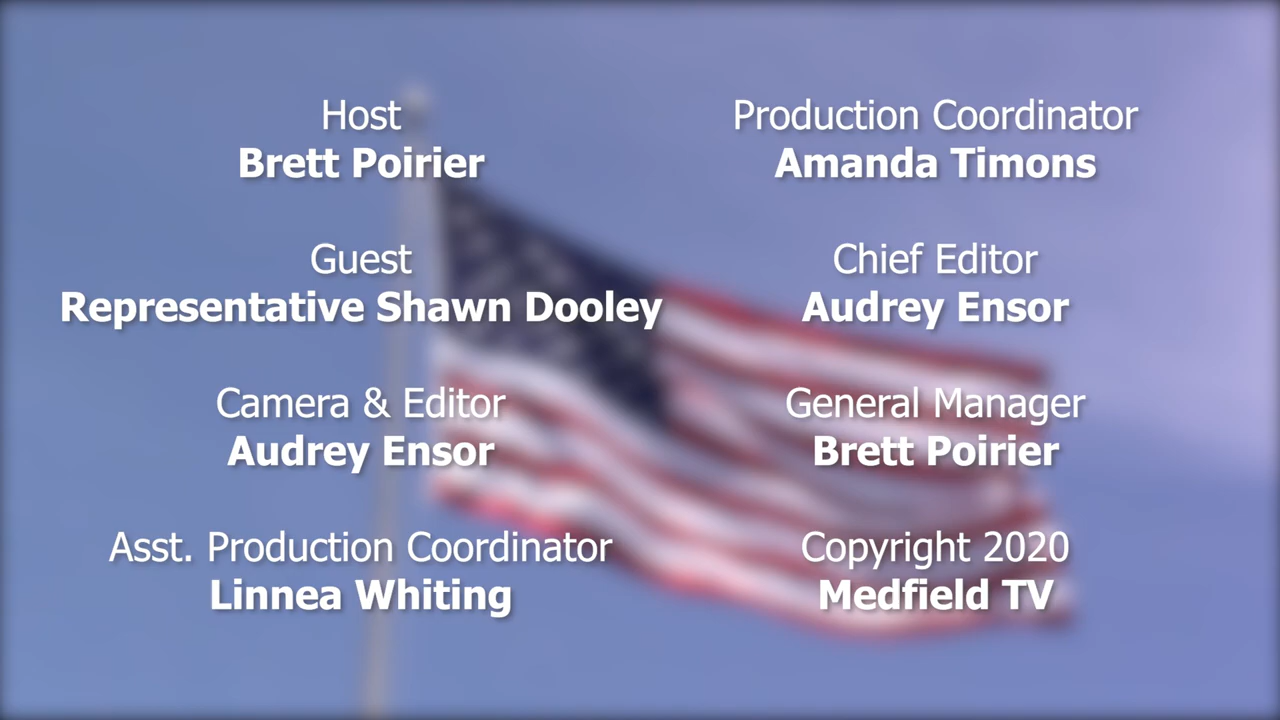 Host
Brett Poirier
Guest
Representative Shawn Dooley
Camera & Editor
Audrey Ensor
Asst. Production Coordinator
Linnea Whiting
Production Coordinator
Amanda Timons
Chief Editor
Audrey Ensor
General Manager
Brett Poirier
Copyright 2020
Medfield TV